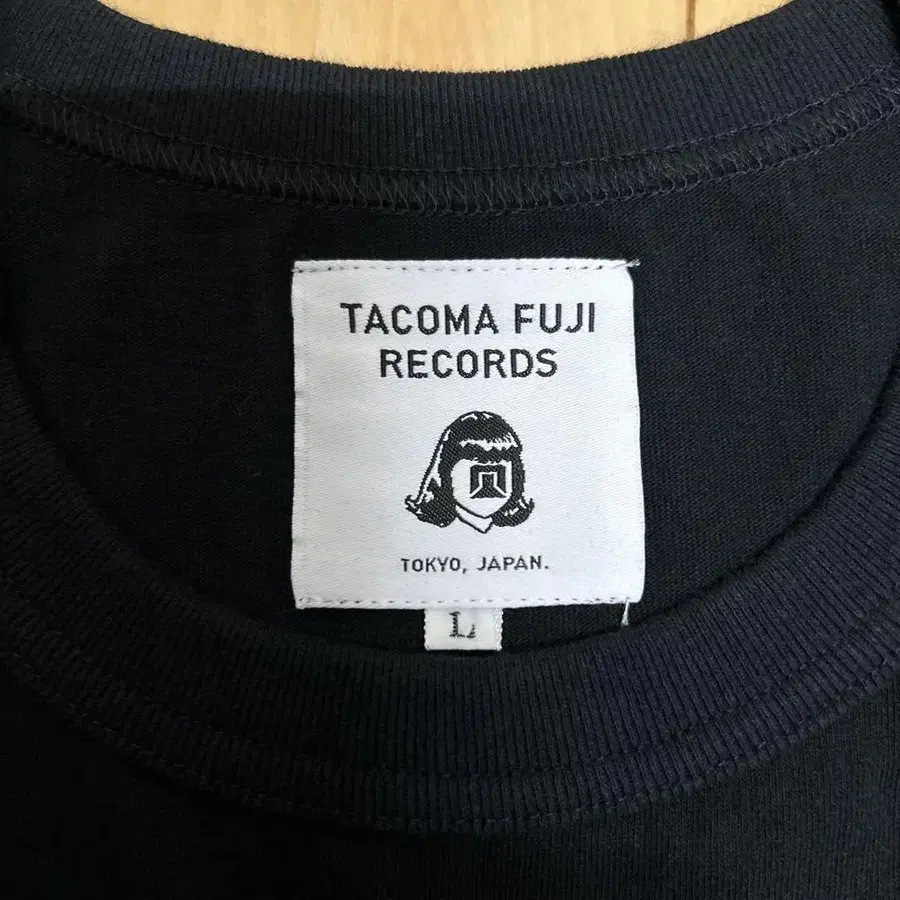 TACOMA FUJI
RECORDS
TOKYO, JAPAN.
L